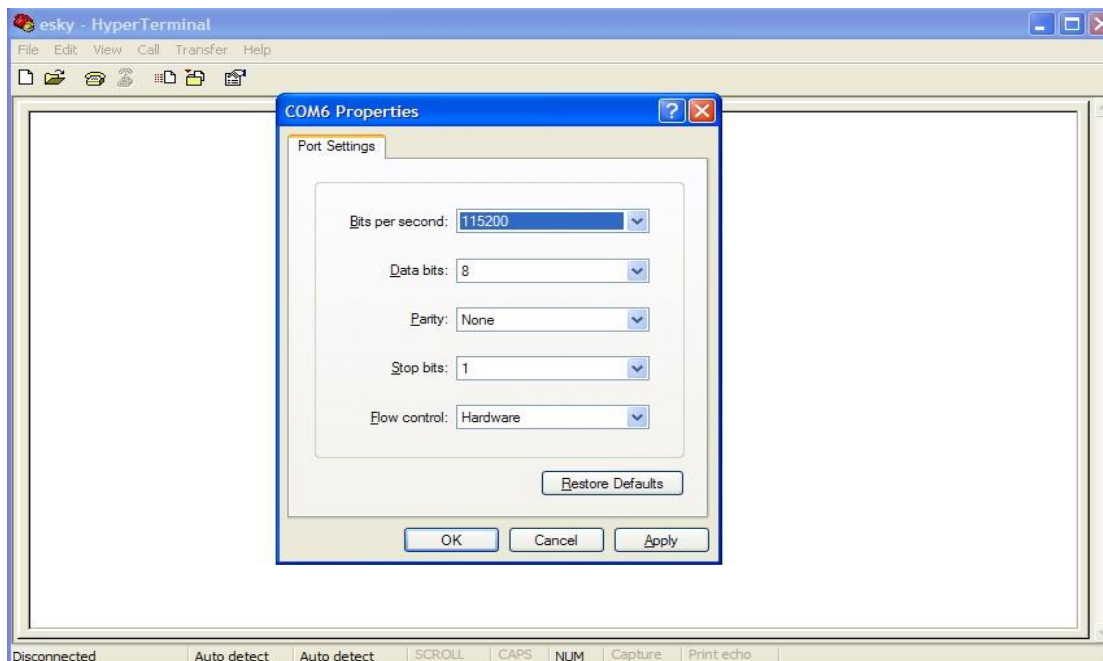 esky - HyperTerminal
File Edit View Call Transfer Help
COM6 Properties
Port Settings
Bits per second: 115200
Data bits: 8
Parity: None
Stop bits: 1
Flow control: Hardware
Restore Defaults
OK Cancel Apply
Disconnected Auto detect Auto detect SCROLL CAPS NUM Capture Print echo